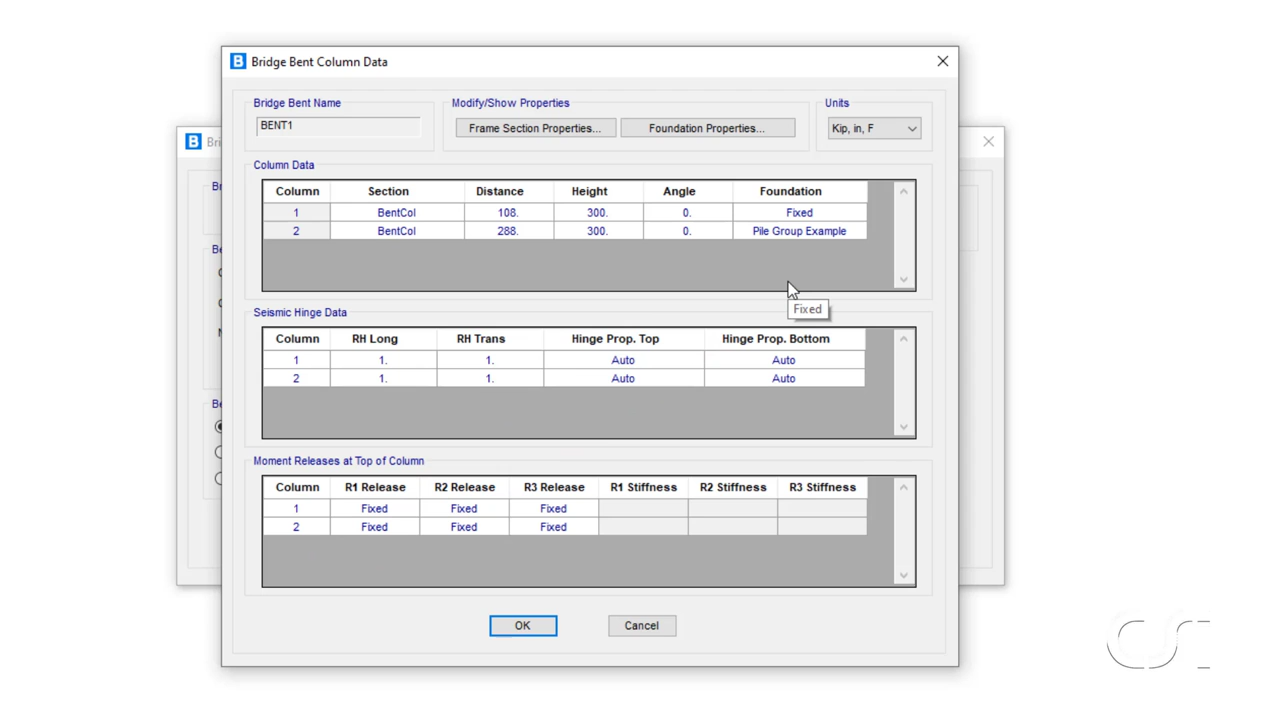 Bridge Bent Column Data
Bri
Bridge Bent Name
Modify/Show Properties
Units
BENT1
Frame Section Properties...
Foundation Properties...
Kip, in, F
Column Data
Column Section Distance Height Angle Foundation
1 BentCol 108. 300. 0. Fixed
2 BentCol 288. 300. 0. Pile Group Example
Fixed
Seismic Hinge Data
Column RH Long RH Trans Hinge Prop. Top Hinge Prop. Bottom
1 1. 1. Auto Auto
2 1. 1. Auto Auto
Moment Releases at Top of Column
Column R1 Release R2 Release R3 Release R1 Stiffness R2 Stiffness R3 Stiffness
1 Fixed Fixed Fixed
2 Fixed Fixed Fixed
OK Cancel
CSI